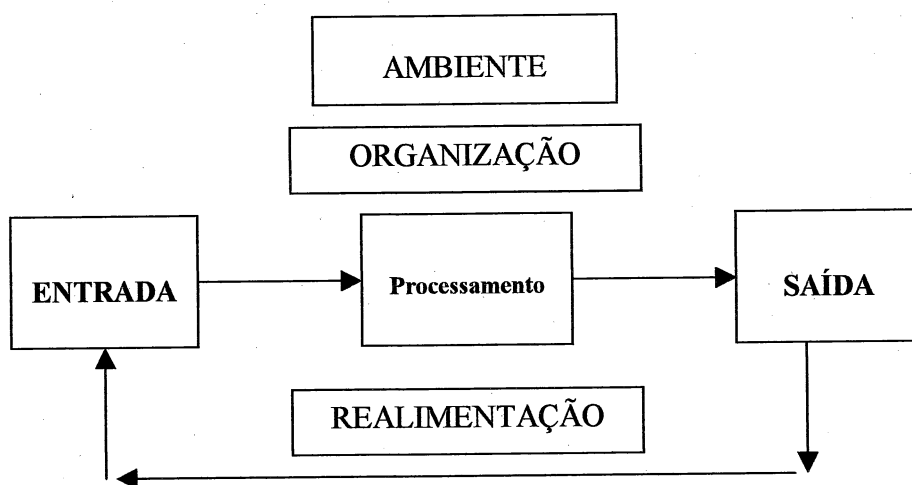 AMBIENTE
ORGANIZAÇÃO
ENTRADA
Processamento
SAÍDA
REALIMENTAÇÃO